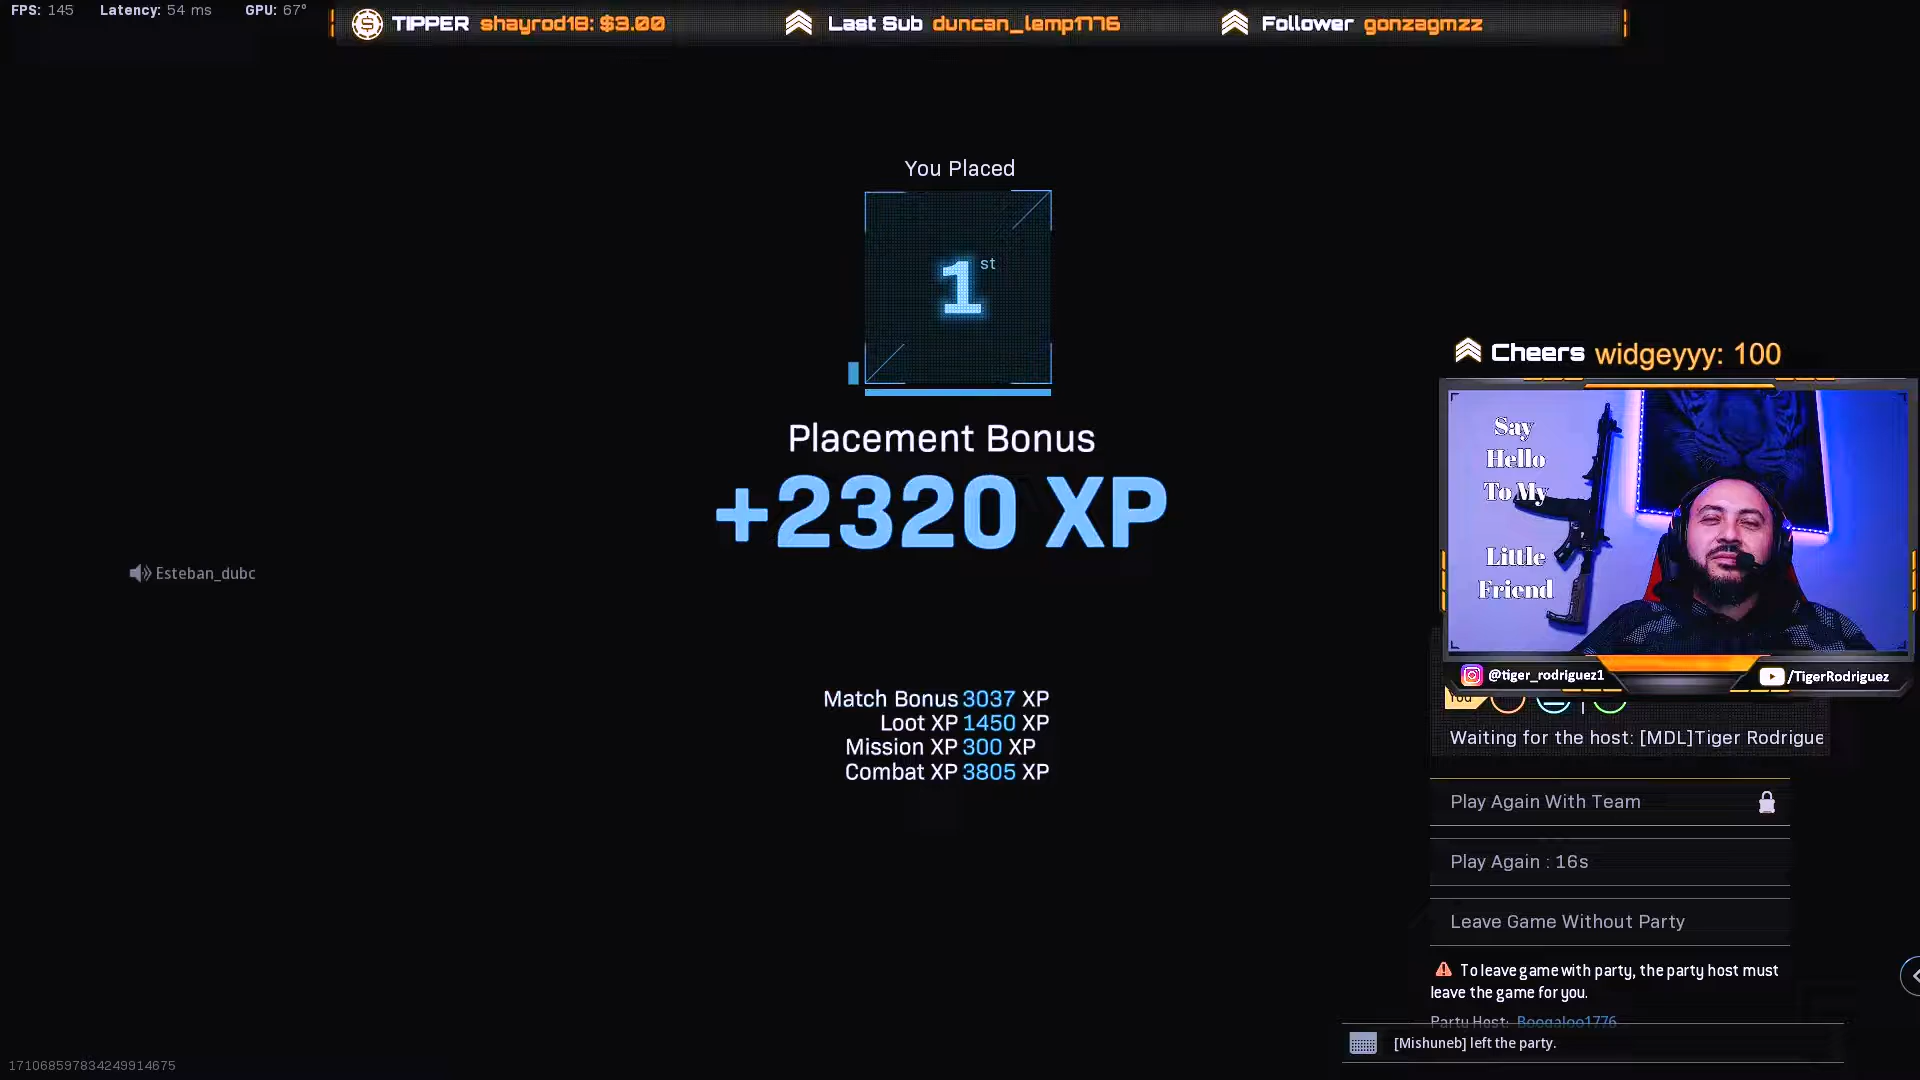 FPS: 145 Latency: 54 ms GPU: 67°
TIPPER shayrod18: $3.00 Last Sub duncan_lemp1776 Follower gonzagmzz
You Placed
1st
Placement Bonus
+2320 XP
Match Bonus 3037 XP
Loot XP 1450 XP
Mission XP 300 XP
Combat XP 3805 XP
Esteban_dubc
Cheers widgeyyy: 100
Say
Hello
To My
Little
Friend
@tiger_rodriguez1 /TigerRodriguez
You
Waiting for the host: [MDL]Tiger Rodrigue
Play Again With Team
Play Again : 16s
Leave Game Without Party
To leave game with party, the party host must
leave the game for you.
Party Host: Boogaloo1776
[Mishuneb] left the party.
171068597834249914675